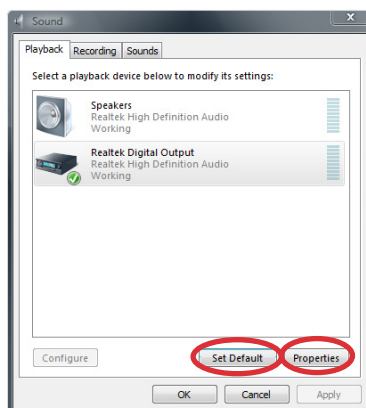 Sound
Playback Recording Sounds
Select a playback device below to modify its settings:
Speakers
Realtek High Definition Audio
Working
Realtek Digital Output
Realtek High Definition Audio
Working
Configure Set Default Properties
OK Cancel Apply